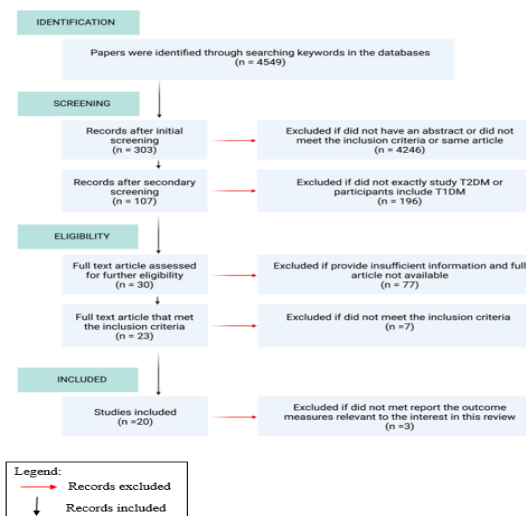 IDENTIFICATION
Papers were identified through searching keywords in the databases
(n = 4549)
SCREENING
Records after initial
screening
(n = 303)
Excluded if did not have an abstract or did not
meet the inclusion criteria or same article
(n = 4246)
Records after secondary
screening
(n = 107)
Excluded if did not exactly study T2DM or
participants include T1DM
(n = 196)
ELIGIBILITY
Full text article assessed
for further eligibility
(n = 30)
Excluded if provide insufficient information and full
article not available
(n = 77)
Full text article that met
the inclusion criteria
(n = 23)
Excluded if did not meet the inclusion criteria
(n =7)
INCLUDED
Studies included
(n =20)
Excluded if did not met report the outcome
measures relevant to the interest in this review
(n =3)
Legend:
Records excluded
Records included